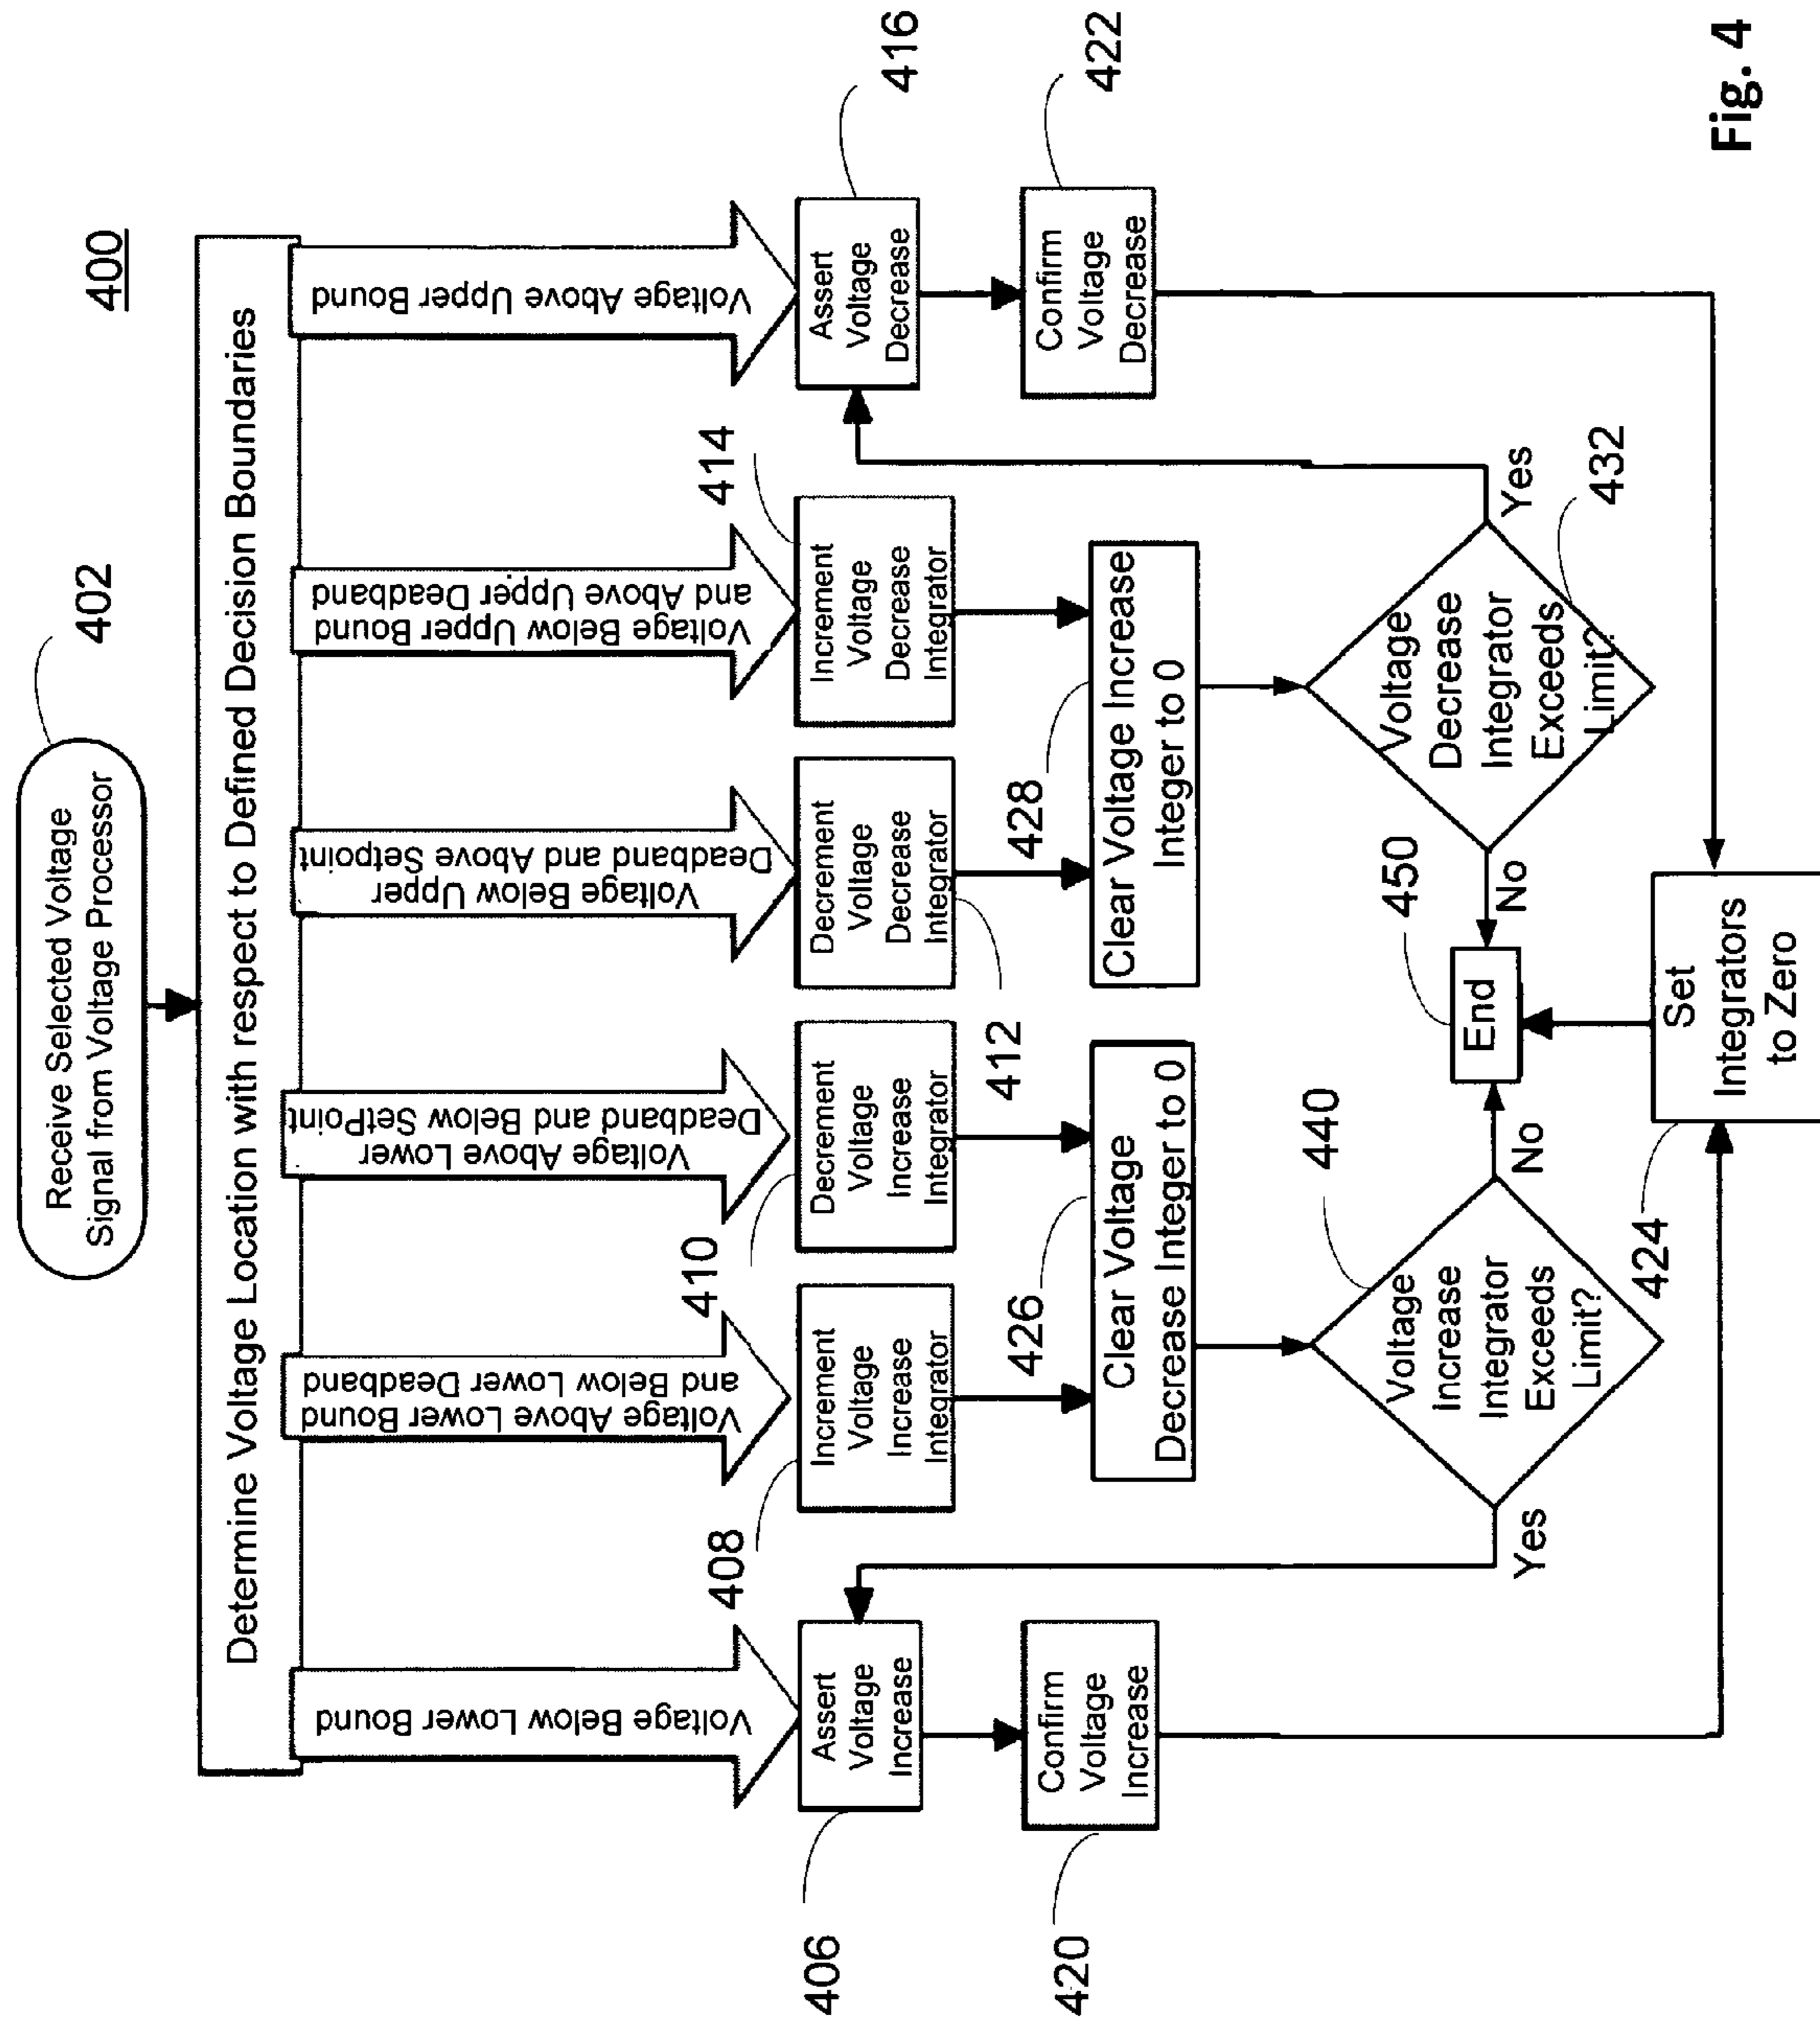 400
402
Receive Selected Voltage
Signal from Voltage Processor
Determine Voltage Location with respect to Defined Decision Boundaries
Voltage Below Lower Bound
Voltage Above Lower Bound
and Below Lower Deadband
Voltage Above Lower
Deadband and Below SetPoint
Voltage Below Upper
Deadband and Above Setpoint
Voltage Below Upper Bound
and Above Upper Deadband
Voltage Above Upper Bound
406
Assert
Voltage
Increase
408
Increment
Voltage
Increase
Integrator
410
Decrement
Voltage
Increase
Integrator
412
Decrement
Voltage
Decrease
Integrator
414
Increment
Voltage
Decrease
Integrator
416
Assert
Voltage
Decrease
420
Confirm
Voltage
Increase
426
Clear Voltage
Decrease Integer to 0
428
Clear Voltage Increase
Integer to 0
422
Confirm
Voltage
Decrease
440
Voltage
Increase
Integrator
Exceeds
Limit?
Yes
No
450
End
432
Voltage
Decrease
Integrator
Exceeds
Limit?
No
Yes
424
Set
Integrators
to Zero
Fig. 4